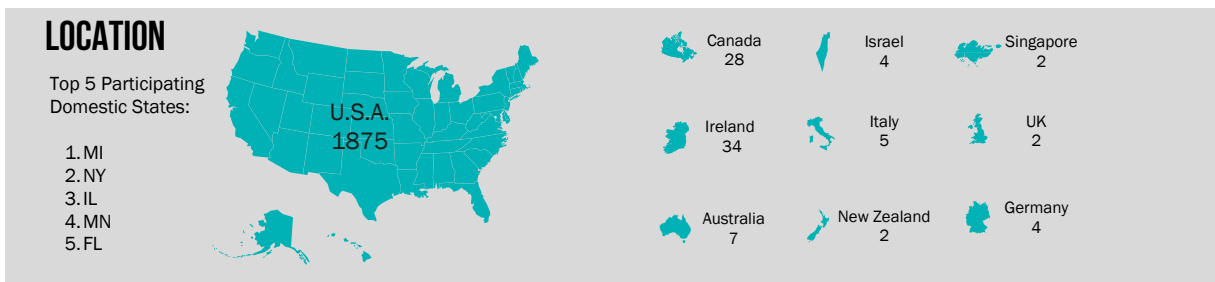 LOCATION
Top 5 Participating
Domestic States:
1. MI
2. NY
3. IL
4. MN
5. FL
U.S.A.
1875
Canada
28
Israel
4
Singapore
2
Ireland
34
Italy
5
UK
2
Australia
7
New Zealand
2
Germany
4